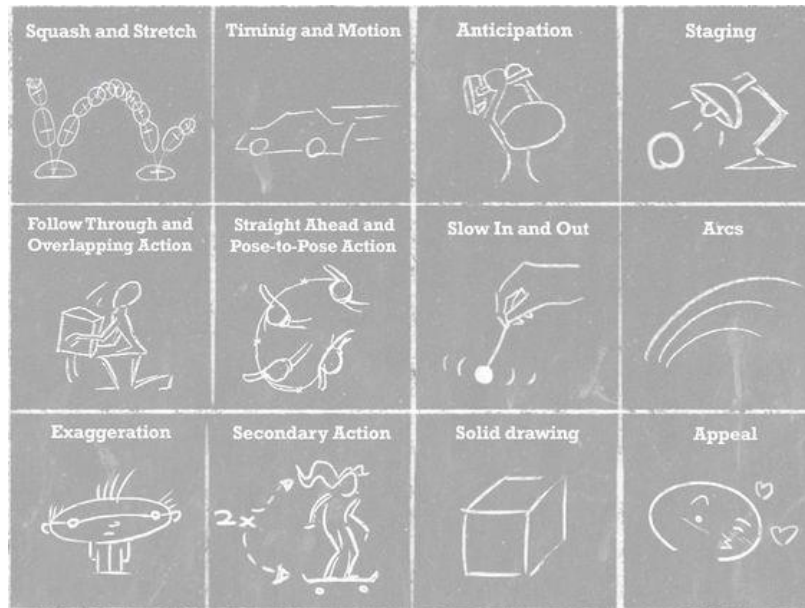 Squash and Stretch
Timinig and Motion
Anticipation
Staging
Follow Through and
Overlapping Action
Straight Ahead and
Pose-to-Pose Action
Slow In and Out
Arcs
Exaggeration
Secondary Action
2x
Solid drawing
Appeal